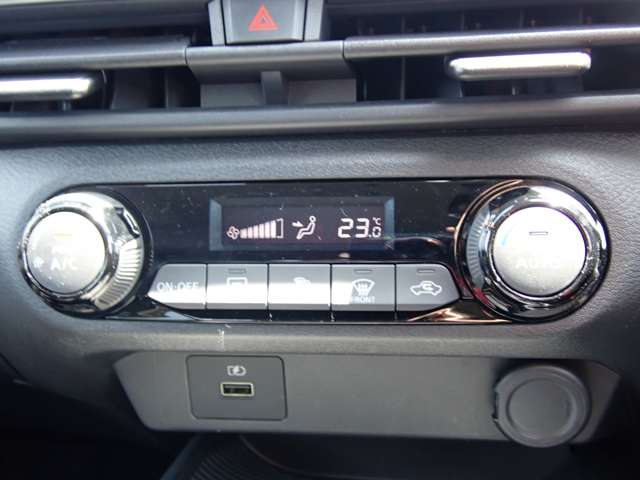 23.0 °C
A/C
AUTO
ON·OFF
FRONT